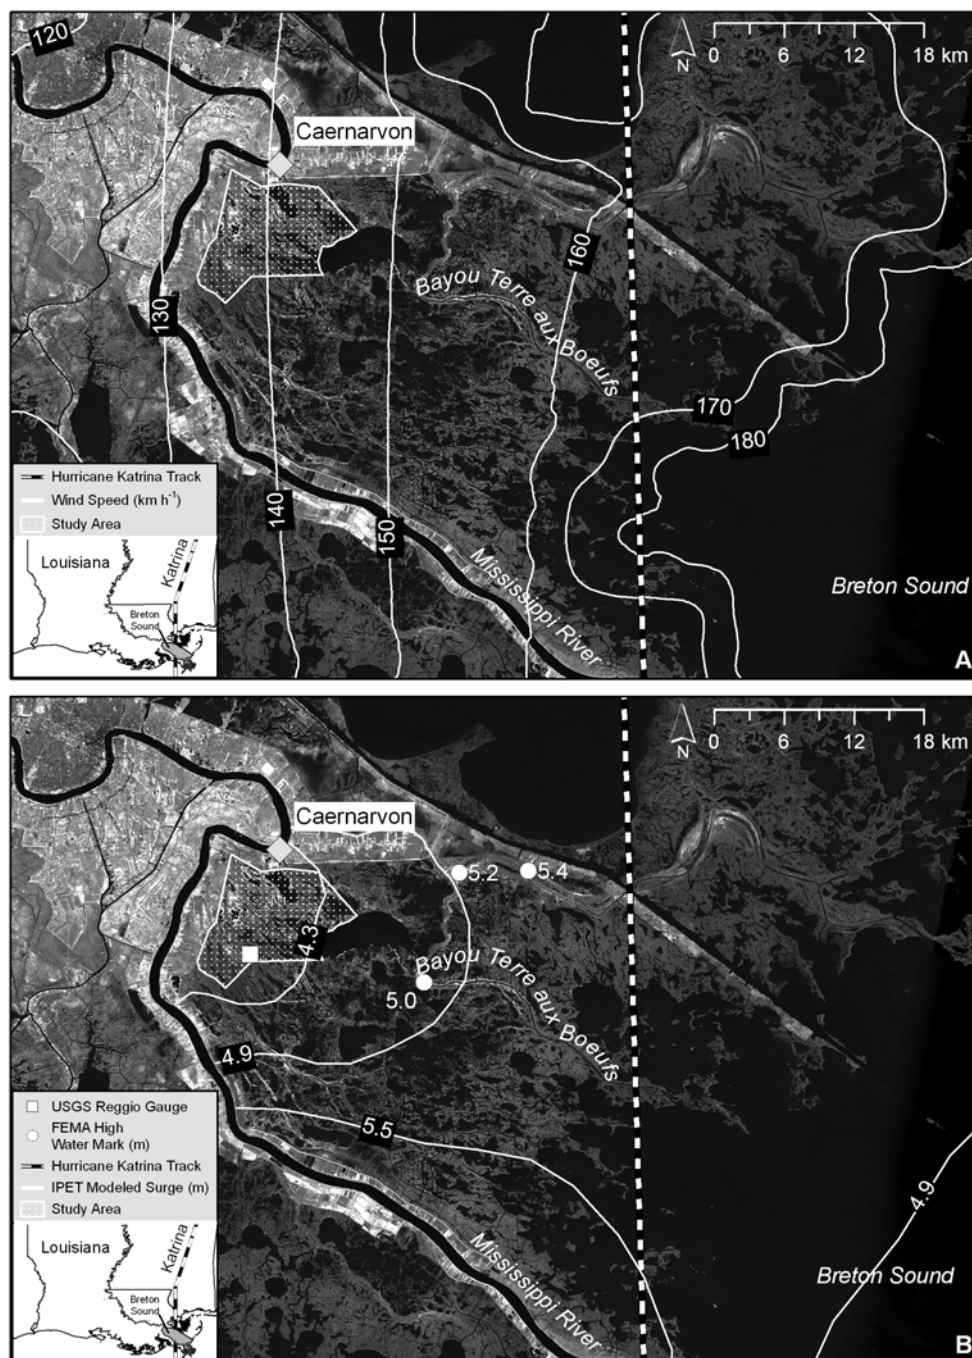 120
N
0 6 12 18 km
Caernarvon
160
Bayou Terre aux Boeufs
130
170
180
140
150
Mississippi River
Breton Sound
Hurricane Katrina Track
Wind Speed (km h-1)
Study Area
Louisiana
Katrina
Breton
Sound
A
N
0 6 12 18 km
Caernarvon
5.2
5.4
4.3
Bayou Terre aux Boeufs
5.0
4.9
5.5
4.9
Mississippi River
Breton Sound
USGS Reggio Gauge
FEMA High
Water Mark (m)
Hurricane Katrina Track
IPET Modeled Surge (m)
Study Area
Louisiana
Katrina
Breton
Sound
B